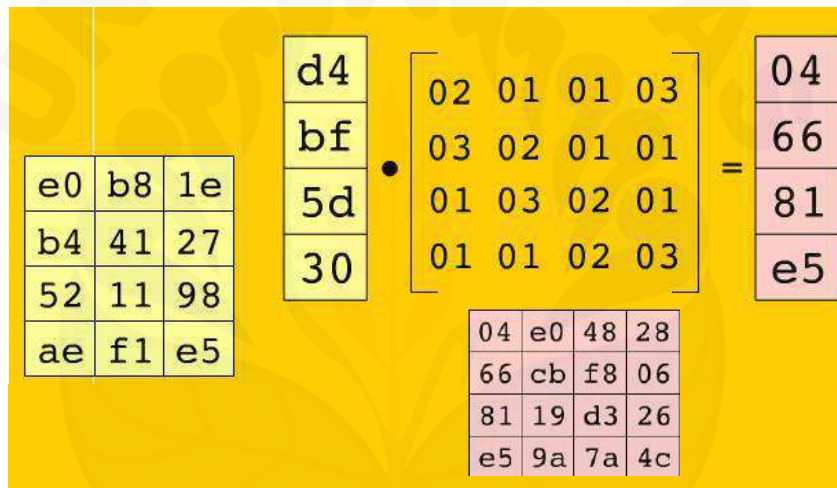 d4
bf
5d
30
•
02 01 01 03
03 02 01 01
01 03 02 01
01 01 02 03
=
04
66
81
e5
e0 b8 1e
b4 41 27
52 11 98
ae f1 e5
04 e0 48 28
66 cb f8 06
81 19 d3 26
e5 9a 7a 4c